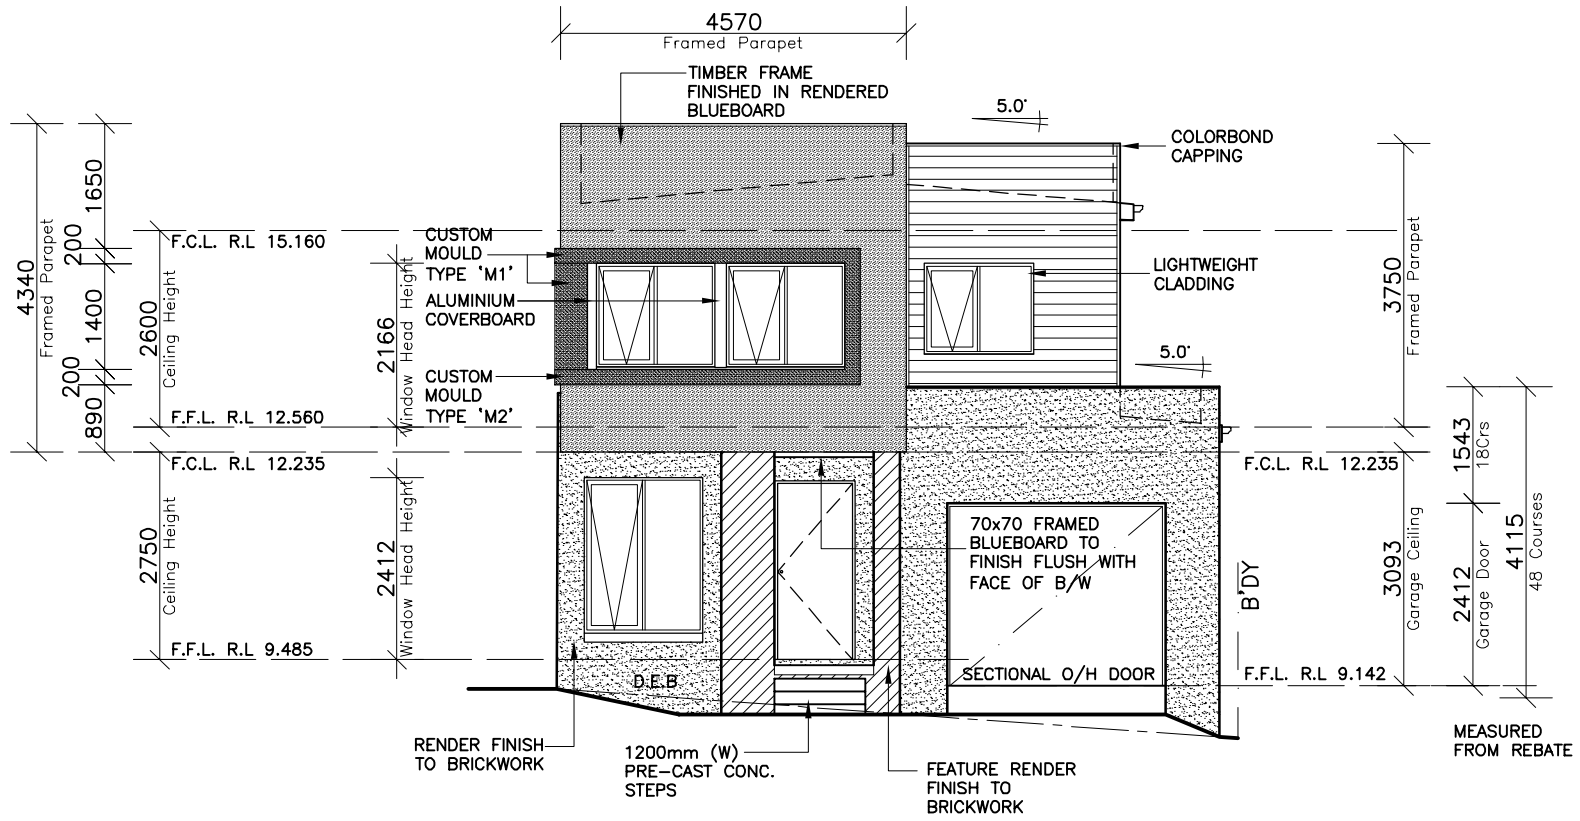 4570
Framed Parapet
TIMBER FRAME
FINISHED IN RENDERED
BLUEBOARD
5.0°
COLORBOND
CAPPING
4340
Framed Parapet
1650
200
1400
200
890
F.C.L. R.L 15.160
2600
Ceiling Height
F.F.L. R.L 12.560
CUSTOM
MOULD
TYPE 'M1'
ALUMINIUM
COVERBOARD
2166
Window Head Height
CUSTOM
MOULD
TYPE 'M2'
LIGHTWEIGHT
CLADDING
3750
Framed Parapet
5.0°
F.C.L. R.L 12.235
2750
Ceiling Height
2412
Window Head Height
F.F.L. R.L 9.485
D.E.B
70x70 FRAMED
BLUEBOARD TO
FINISH FLUSH WITH
FACE OF B/W
SECTIONAL O/H DOOR
B'DY
F.C.L. R.L 12.235
F.F.L. R.L 9.142
3093
Garage Ceiling
1543
18Crs
2412
Garage Door
4115
48 Courses
MEASURED
FROM REBATE
RENDER FINISH
TO BRICKWORK
1200mm (W)
PRE-CAST CONC.
STEPS
FEATURE RENDER
FINISH TO
BRICKWORK